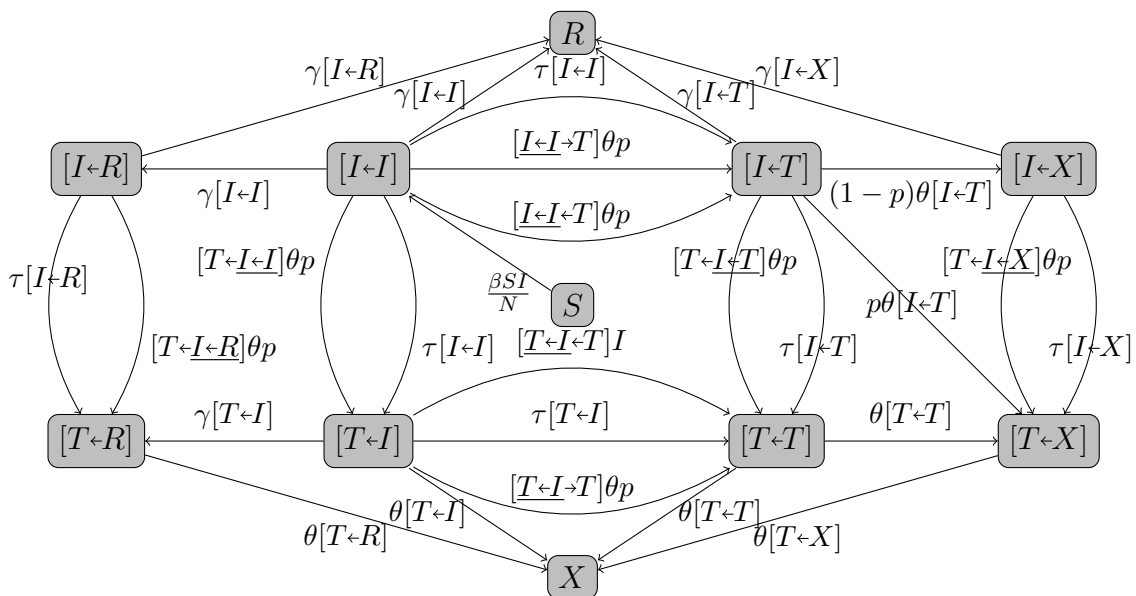 R
γ[I←R]
γ[I←I]
τ[I←I]
γ[I←T]
γ[I←X]
[I←R]
[I←I]
[I←T]
[I←X]
[I←I→T]θp
γ[I←I]
(1 − p)θ[I←T]
[I←I←T]θp
τ[I←R]
[T←I←I]θp
βSI
N
S
[T←I←T]I
[T←I←R]θp
τ[I←I]
[T←I←T]θp
pθ[I←T]
τ[I←T]
[T←I←X]θp
τ[I←X]
[T←R]
γ[T←I]
[T←I]
τ[T←I]
[T←T]
θ[T←T]
[T←X]
[T←I→T]θp
θ[T←R]
θ[T←I]
θ[T←T]
θ[T←X]
X